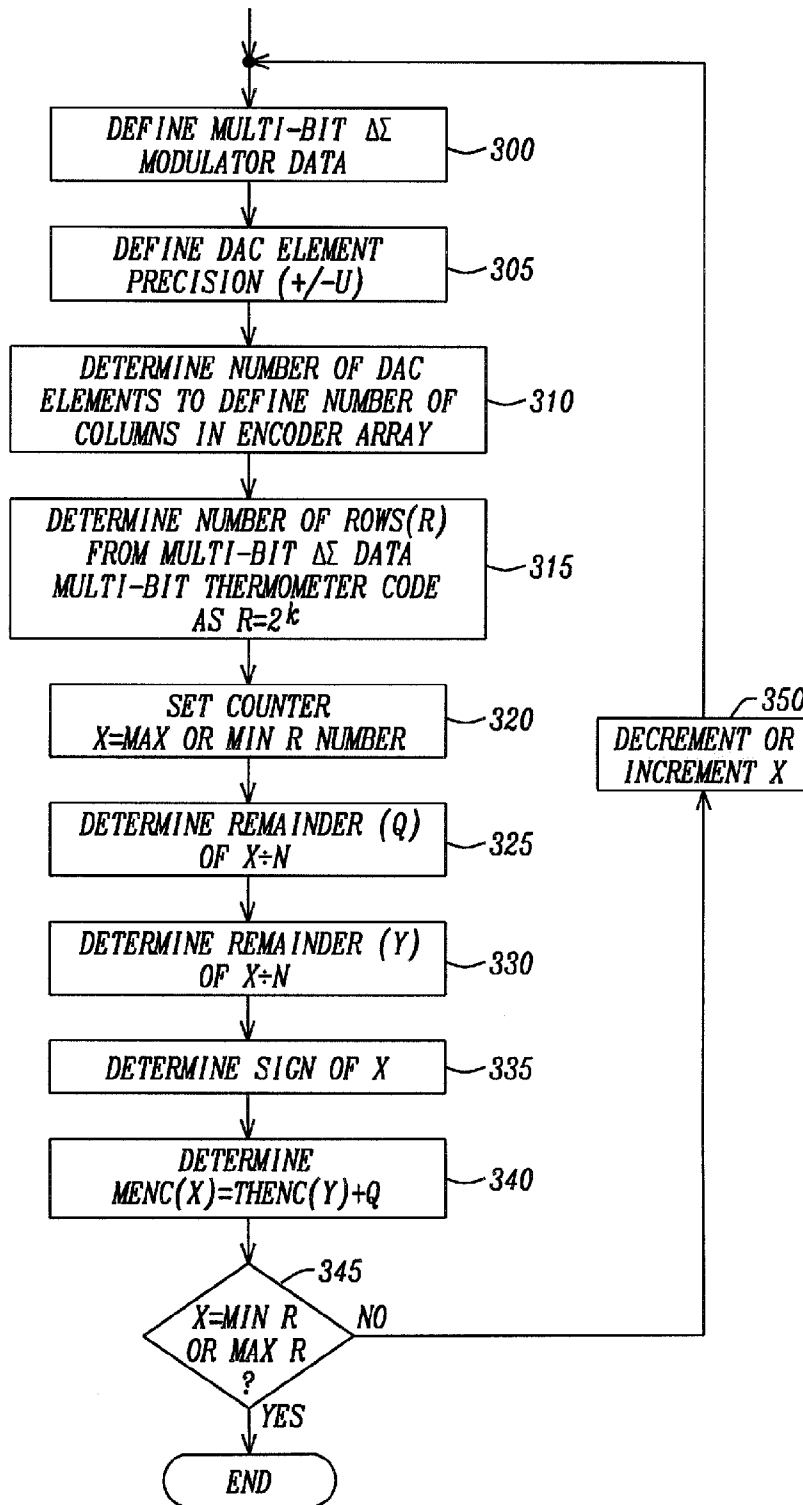 DEFINE MULTI-BIT ΔΣ
MODULATOR DATA
300
DEFINE DAC ELEMENT
PRECISION (+/-U)
305
DETERMINE NUMBER OF DAC
ELEMENTS TO DEFINE NUMBER OF
COLUMNS IN ENCODER ARRAY
310
DETERMINE NUMBER OF ROWS(R)
FROM MULTI-BIT ΔΣ DATA
MULTI-BIT THERMOMETER CODE
AS R=2^k
315
SET COUNTER
X=MAX OR MIN R NUMBER
320
350
DECREMENT OR
INCREMENT X
DETERMINE REMAINDER (Q)
OF X÷N
325
DETERMINE REMAINDER (Y)
OF X÷N
330
DETERMINE SIGN OF X
335
DETERMINE
MENC(X)=THENC(Y)+Q
340
345
X=MIN R
OR MAX R
?
NO
YES
END